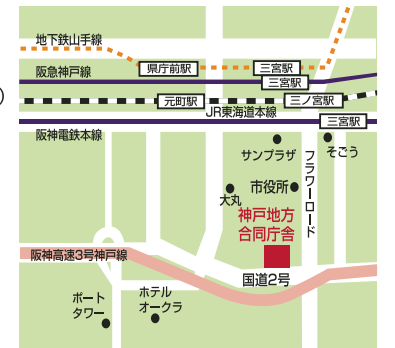 地下鉄山手線
県庁前駅
三宮駅
阪急神戸線
三宮駅
元町駅
三ノ宮駅
JR東海道本線
三宮駅
阪神電鉄本線
サンプラザ
そごう
フラワーロード
市役所
大丸
神戸地方
合同庁舎
阪神高速3号神戸線
国道2号
ポート
タワー
ホテル
オークラ
)